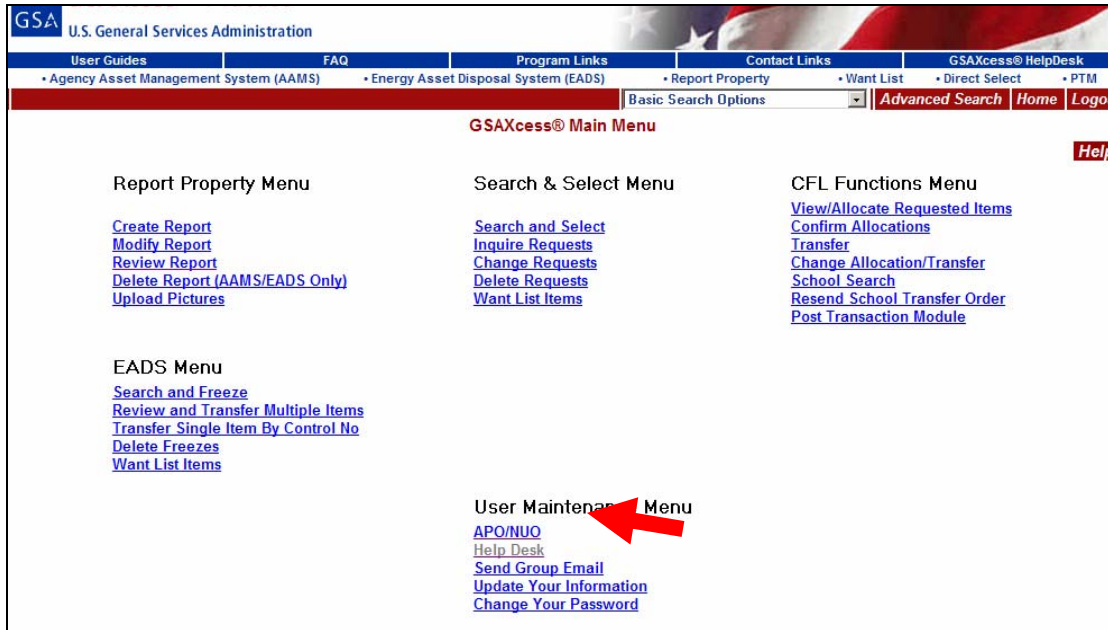 GSA
U.S. General Services Administration
User Guides FAQ Program Links Contact Links GSAXcess® HelpDesk
• Agency Asset Management System (AAMS) • Energy Asset Disposal System (EADS) • Report Property • Want List • Direct Select • PTM
Basic Search Options Advanced Search Home Logo
GSAXcess® Main Menu
Help
Report Property Menu
Create Report
Modify Report
Review Report
Delete Report (AAMS/EADS Only)
Upload Pictures
Search & Select Menu
Search and Select
Inquire Requests
Change Requests
Delete Requests
Want List Items
CFL Functions Menu
View/Allocate Requested Items
Confirm Allocations
Transfer
Change Allocation/Transfer
School Search
Resend School Transfer Order
Post Transaction Module
EADS Menu
Search and Freeze
Review and Transfer Multiple Items
Transfer Single Item By Control No
Delete Freezes
Want List Items
User Maintenance Menu
APO/NUO
Help Desk
Send Group Email
Update Your Information
Change Your Password